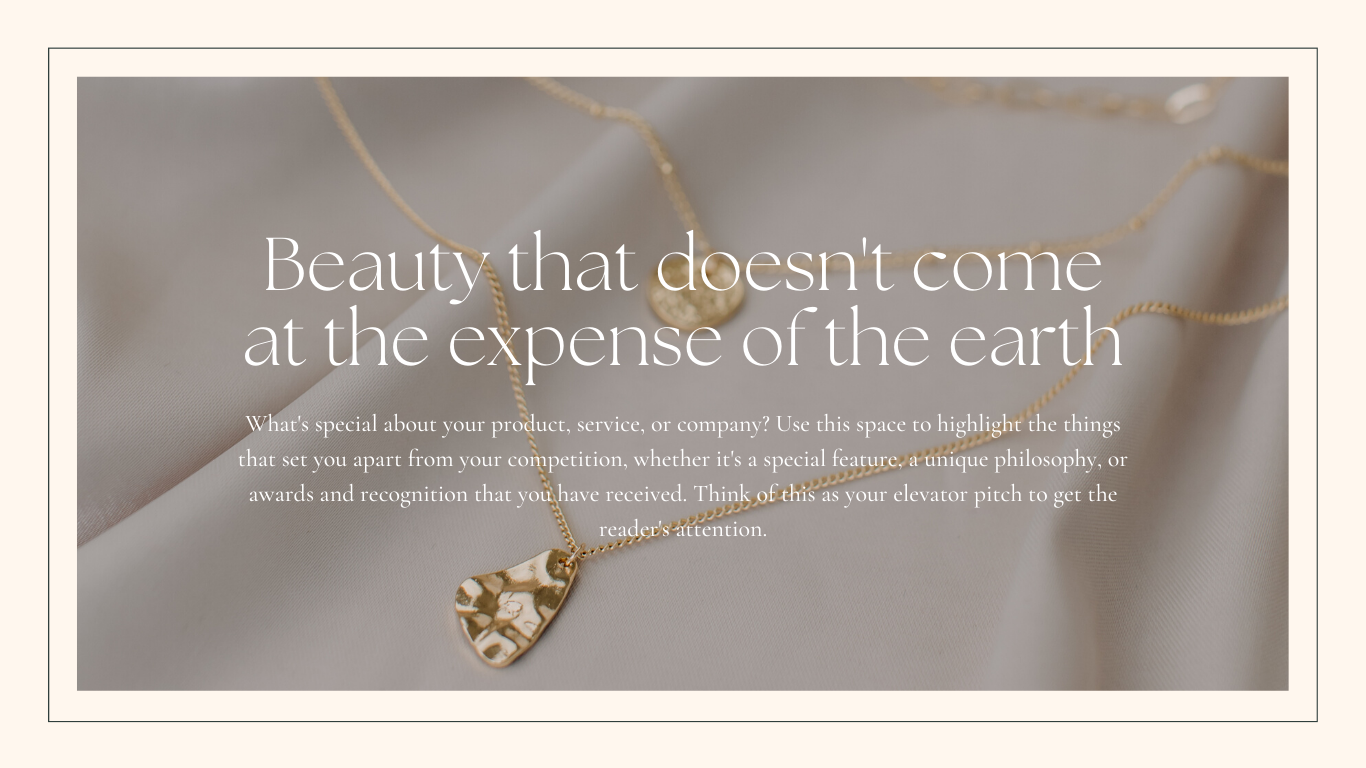 Beauty that doesn't come
at the expense of the earth
What's special about your product, service, or company? Use this space to highlight the things
that set you apart from your competition, whether it's a special feature, a unique philosophy, or
awards and recognition that you have received. Think of this as your elevator pitch to get the
reader's attention.